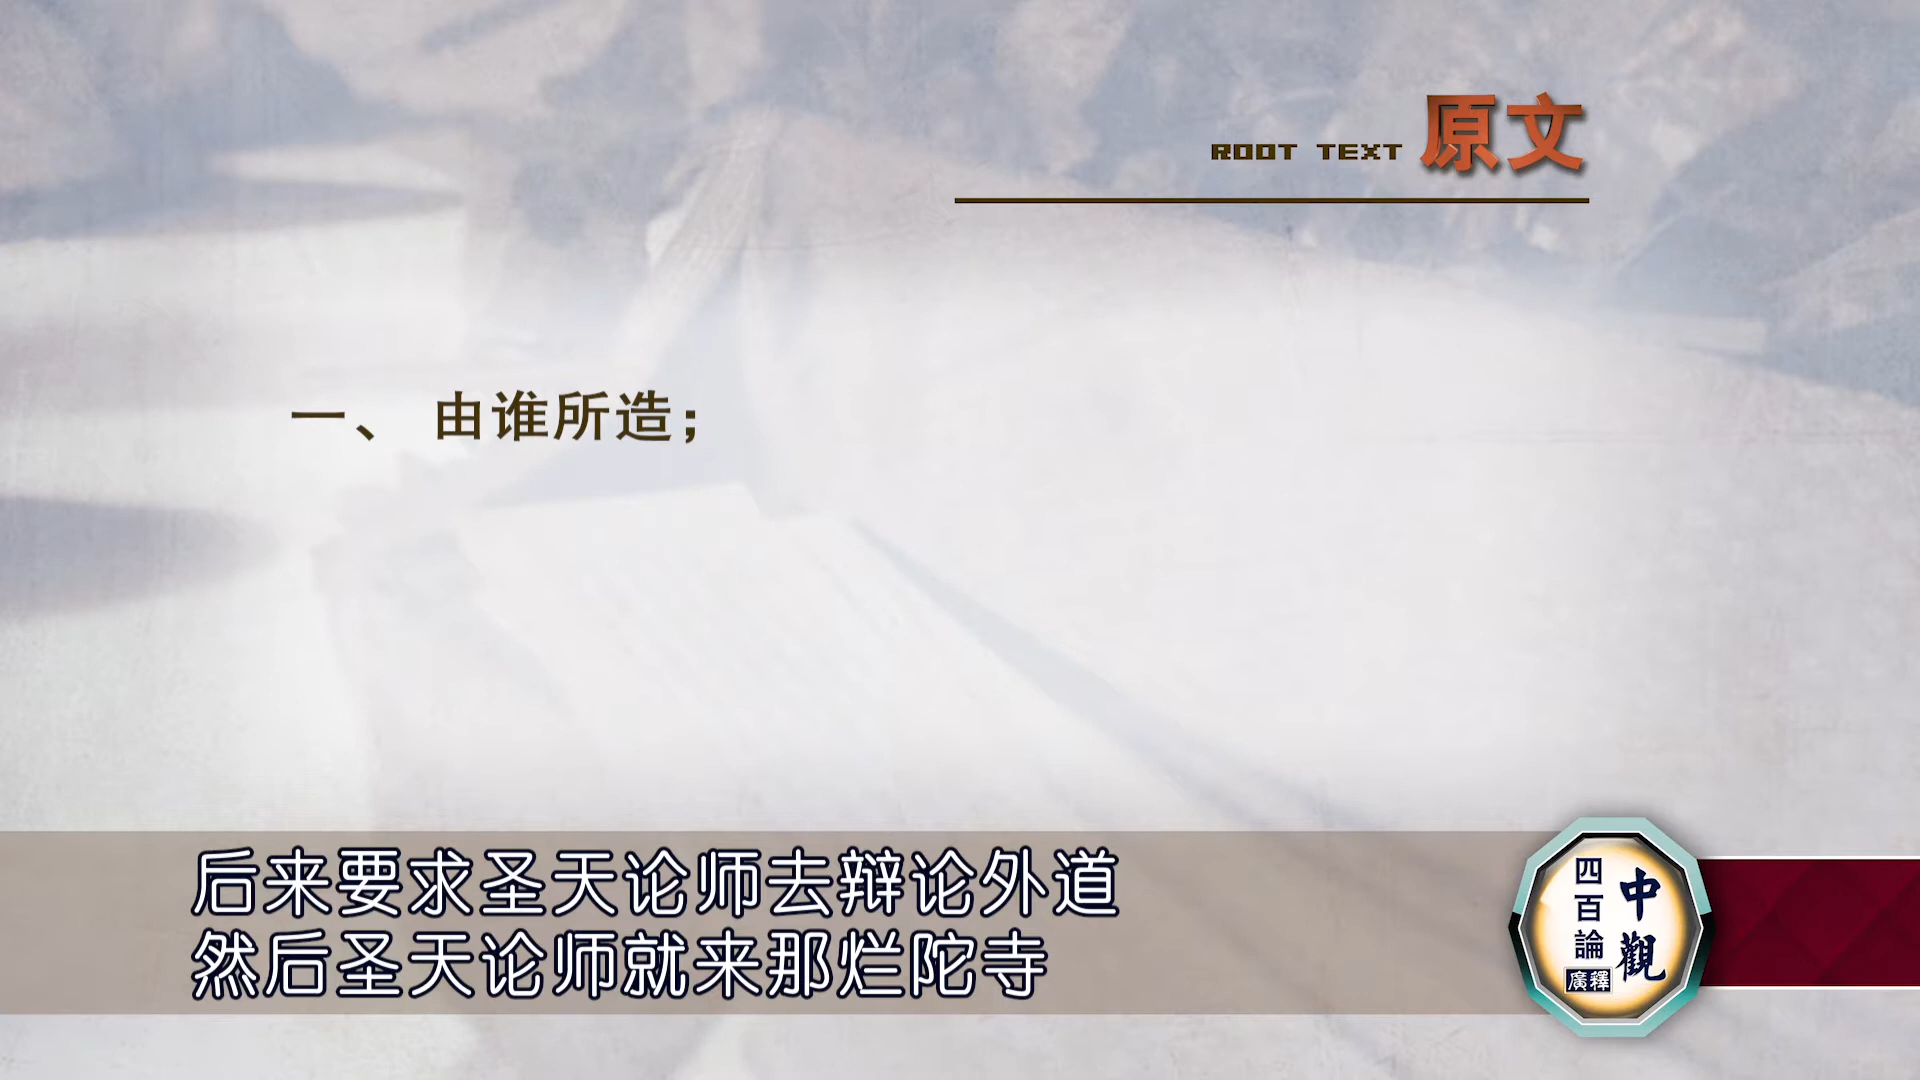 ROOT TEXT 原文
一、 由谁所造；
后来要求圣天论师去辩论外道
然后圣天论师就来那烂陀寺
中觀
四百論
廣釋